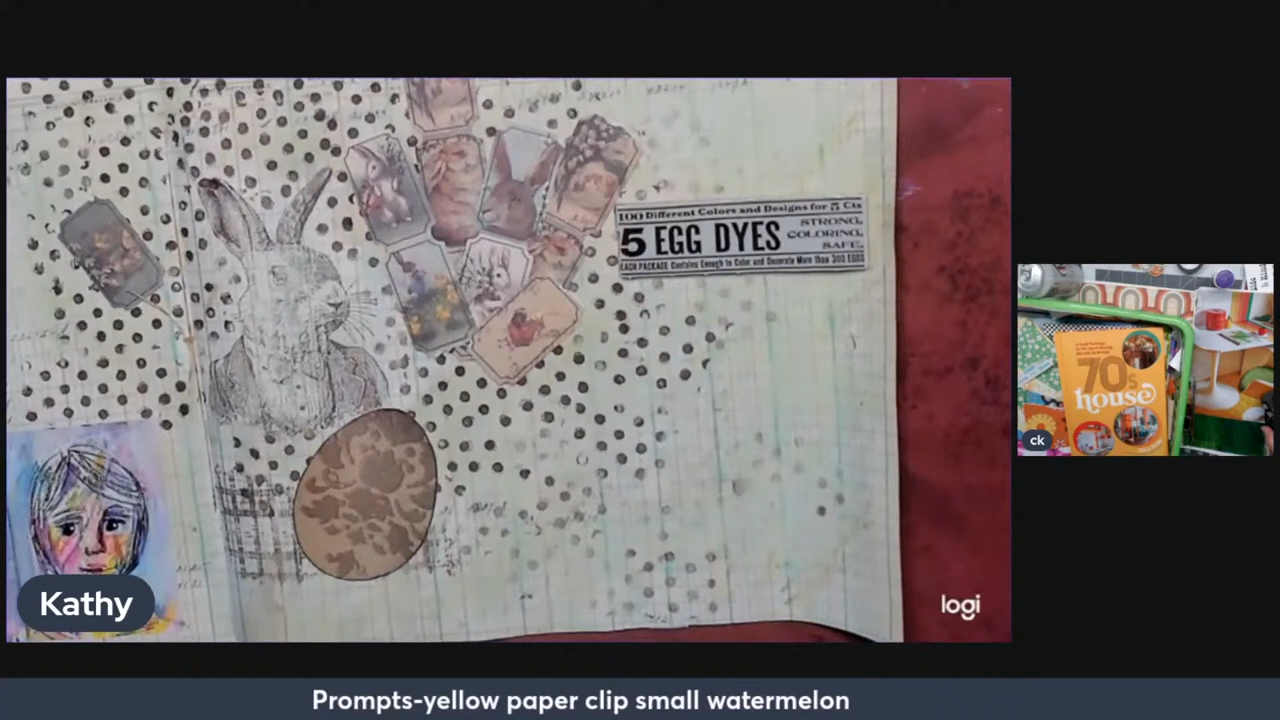 100 Different Colors and Designs for 5 Cts
5 EGG DYES
STRONG,
COLORING,
SAFE,
EACH PACKAGE Contains Enough to Color and Decorate More than 300 EGGS
70s
house
ck
Kathy
logi
Prompts-yellow paper clip small watermelon